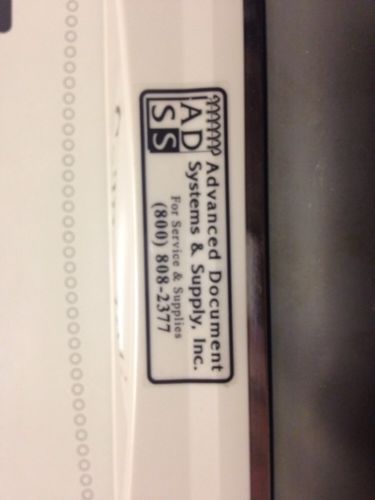 AD
SS
Advanced Document
Systems & Supply, Inc.
For Service & Supplies
(800) 808-2377